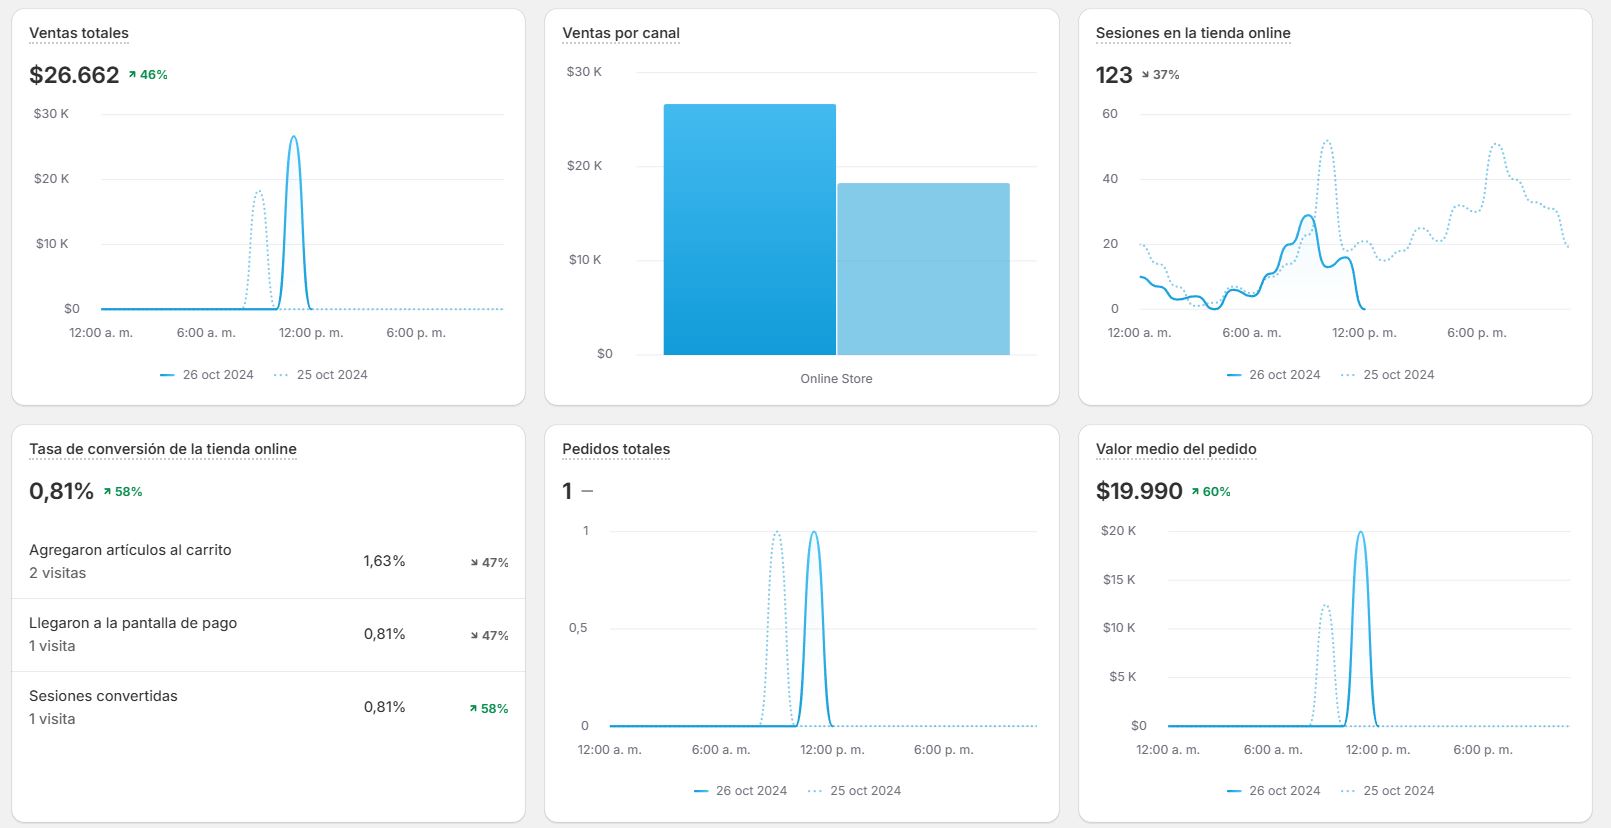 Ventas totales
$26.662 46%
$30 K
$20 K
$10 K
$0
12:00 a. m. 6:00 a. m. 12:00 p. m. 6:00 p. m.
26 oct 2024 25 oct 2024
Ventas por canal
$30 K
$20 K
$10 K
$0
Online Store
Sesiones en la tienda online
123 37%
60
40
20
0
12:00 a. m. 6:00 a. m. 12:00 p. m. 6:00 p. m.
26 oct 2024 25 oct 2024
Tasa de conversión de la tienda online
0,81% 58%
Agregaron artículos al carrito
2 visitas
1,63% 47%
Llegaron a la pantalla de pago
1 visita
0,81% 47%
Sesiones convertidas
1 visita
0,81% 58%
Pedidos totales
1 —
1
0,5
0
12:00 a. m. 6:00 a. m. 12:00 p. m. 6:00 p. m.
26 oct 2024 25 oct 2024
Valor medio del pedido
$19.990 60%
$20 K
$15 K
$10 K
$5 K
$0
12:00 a. m. 6:00 a. m. 12:00 p. m. 6:00 p. m.
26 oct 2024 25 oct 2024